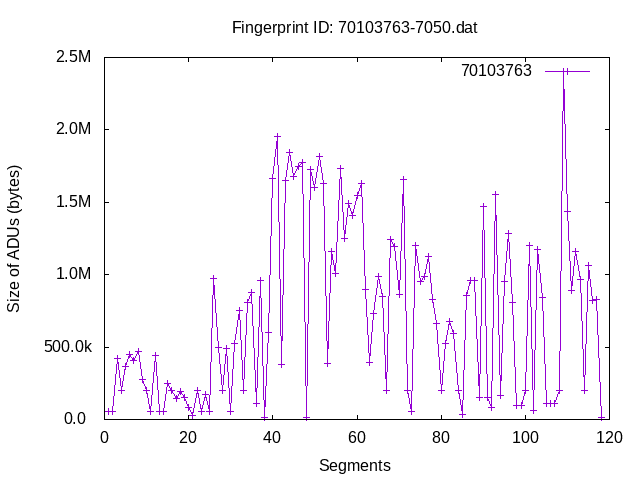 Fingerprint ID: 70103763-7050.dat
2.5M
70103763
2.0M
1.5M
1.0M
500.0k
0.0
Size of ADUs (bytes)
0 20 40 60 80 100 120
Segments